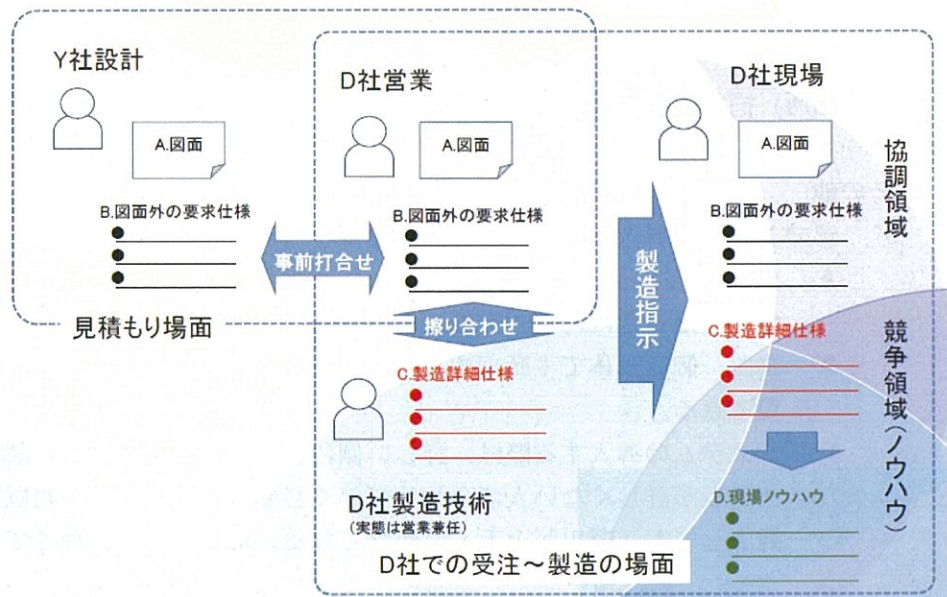 Y社設計
A.図面
B.図面外の要求仕様
事前打合せ
見積もり場面
D社営業
A.図面
B.図面外の要求仕様
擦り合わせ
C.製造詳細仕様
D社製造技術
(実態は営業兼任)
D社での受注～製造の場面
製造指示
D社現場
A.図面
B.図面外の要求仕様
C.製造詳細仕様
D.現場ノウハウ
協調領域
競争領域(ノウハウ)